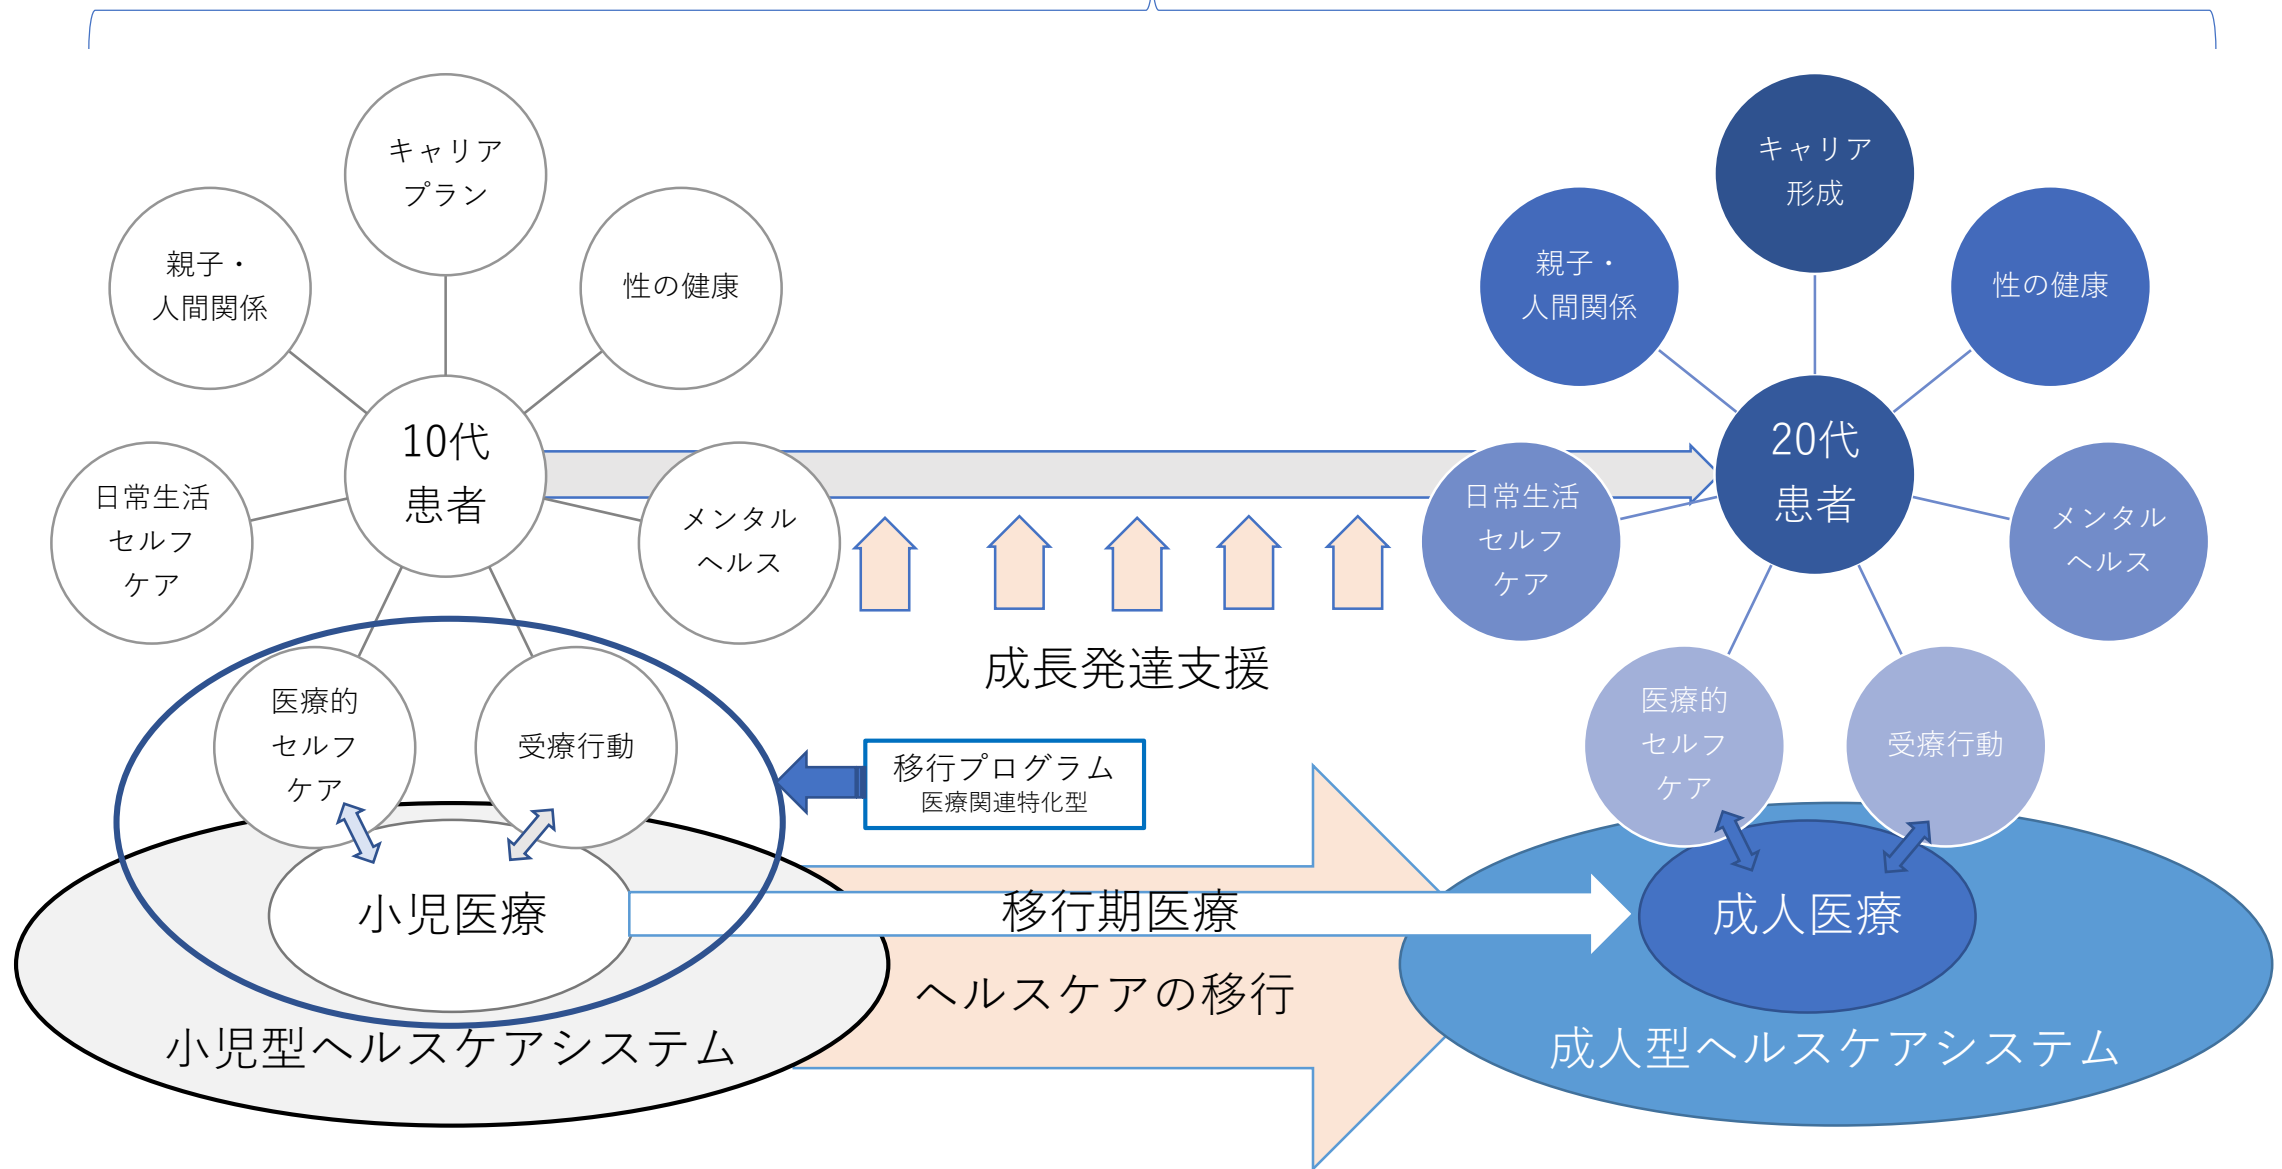 キャリア
プラン
親子・
人間関係
性の健康
10代
患者
日常生活
セルフ
ケア
メンタル
ヘルス
医療的
セルフ
ケア
受療行動
小児医療
小児型ヘルスケアシステム
成長発達支援
移行プログラム
医療関連特化型
移行期医療
ヘルスケアの移行
キャリア
形成
親子・
人間関係
性の健康
20代
患者
日常生活
セルフ
ケア
メンタル
ヘルス
医療的
セルフ
ケア
受療行動
成人医療
成人型ヘルスケアシステム